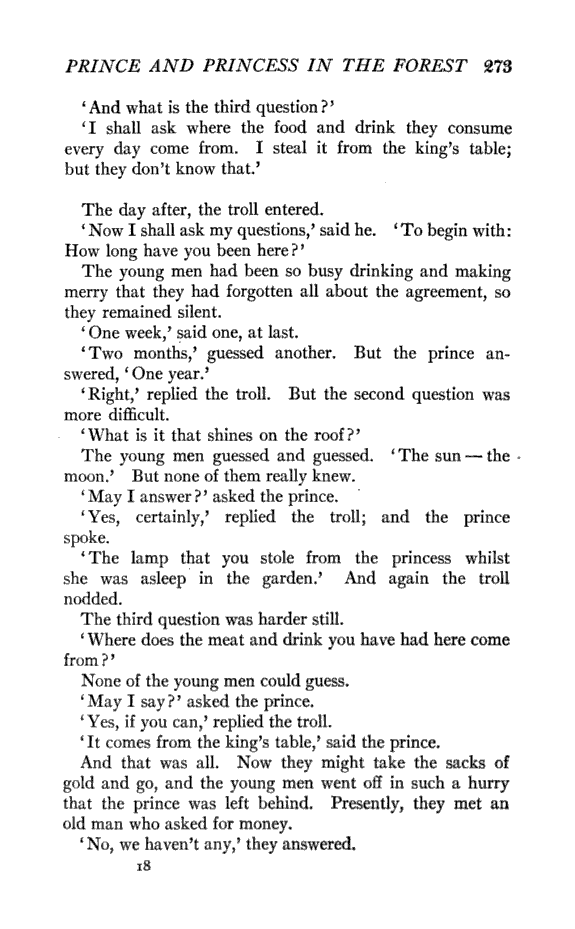 PRINCE AND PRINCESS IN THE FOREST 273
‘And what is the third question?’
‘I shall ask where the food and drink they consume
every day come from. I steal it from the king's table;
but they don't know that.’
The day after, the troll entered.
‘Now I shall ask my questions,’ said he. ‘To begin with:
How long have you been here?’
The young men had been so busy drinking and making
merry that they had forgotten all about the agreement, so
they remained silent.
‘One week,’ said one, at last.
‘Two months,’ guessed another. But the prince an-
swered, ‘One year.’
‘Right,’ replied the troll. But the second question was
more difficult.
‘What is it that shines on the roof?’
The young men guessed and guessed. ‘The sun — the
moon.’ But none of them really knew.
‘May I answer?’ asked the prince.
‘Yes, certainly,’ replied the troll; and the prince
spoke.
‘The lamp that you stole from the princess whilst
she was asleep in the garden.’ And again the troll
nodded.
The third question was harder still.
‘Where does the meat and drink you have had here come
from?’
None of the young men could guess.
‘May I say?’ asked the prince.
‘Yes, if you can,’ replied the troll.
‘It comes from the king's table,’ said the prince.
And that was all. Now they might take the sacks of
gold and go, and the young men went off in such a hurry
that the prince was left behind. Presently, they met an
old man who asked for money.
‘No, we haven't any,’ they answered.
18